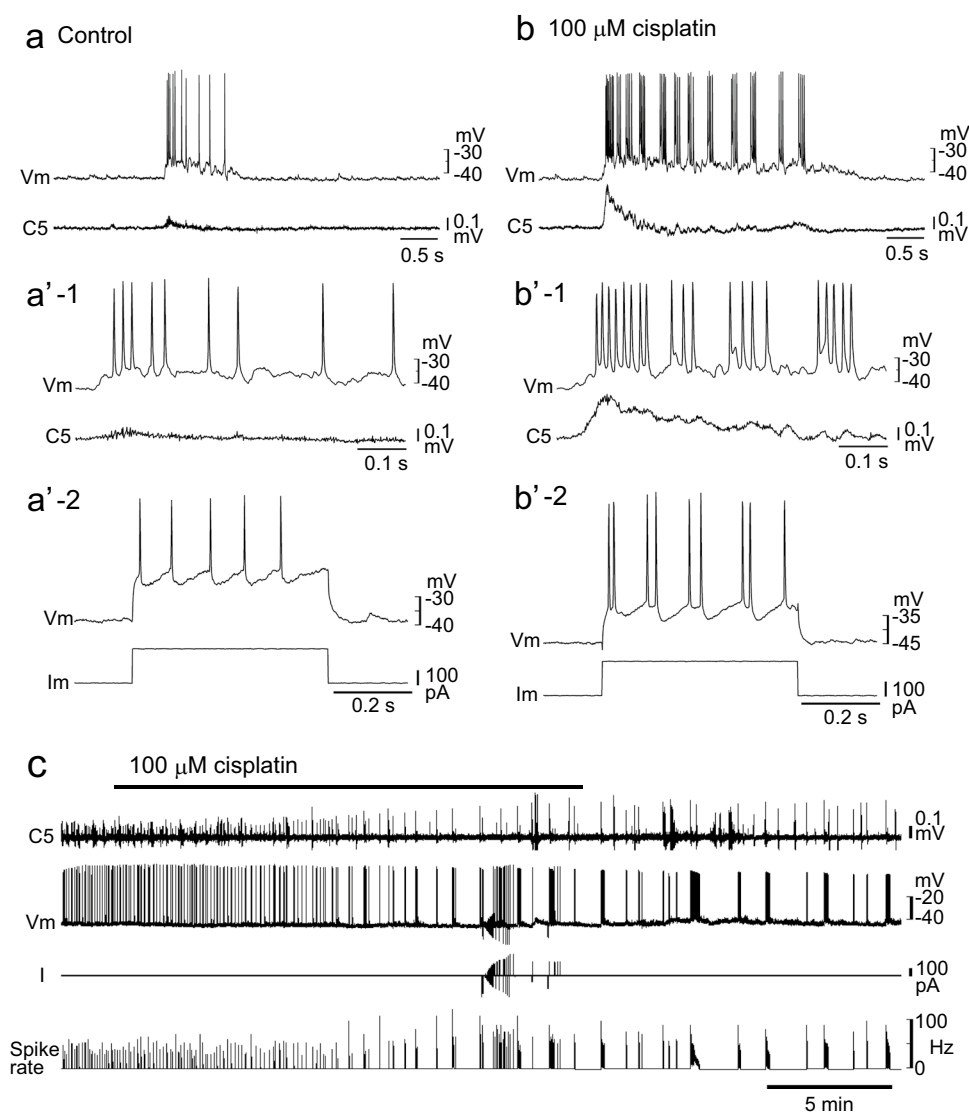 a Control
b 100 μM cisplatin
mV
-30
-40
Vm
C5
0.1
mV
0.5 s
mV
-30
-40
Vm
C5
0.1
mV
0.5 s
a'-1
mV
-30
-40
Vm
C5
0.1
mV
0.1 s
b'-1
mV
-30
-40
Vm
C5
0.1
mV
0.1 s
a'-2
mV
-30
-40
Vm
Im
100
pA
0.2 s
b'-2
mV
-35
-45
Vm
Im
100
pA
0.2 s
c
100 μM cisplatin
C5
0.1
mV
mV
-20
-40
Vm
I
100
pA
Spike
rate
100
Hz
0
5 min